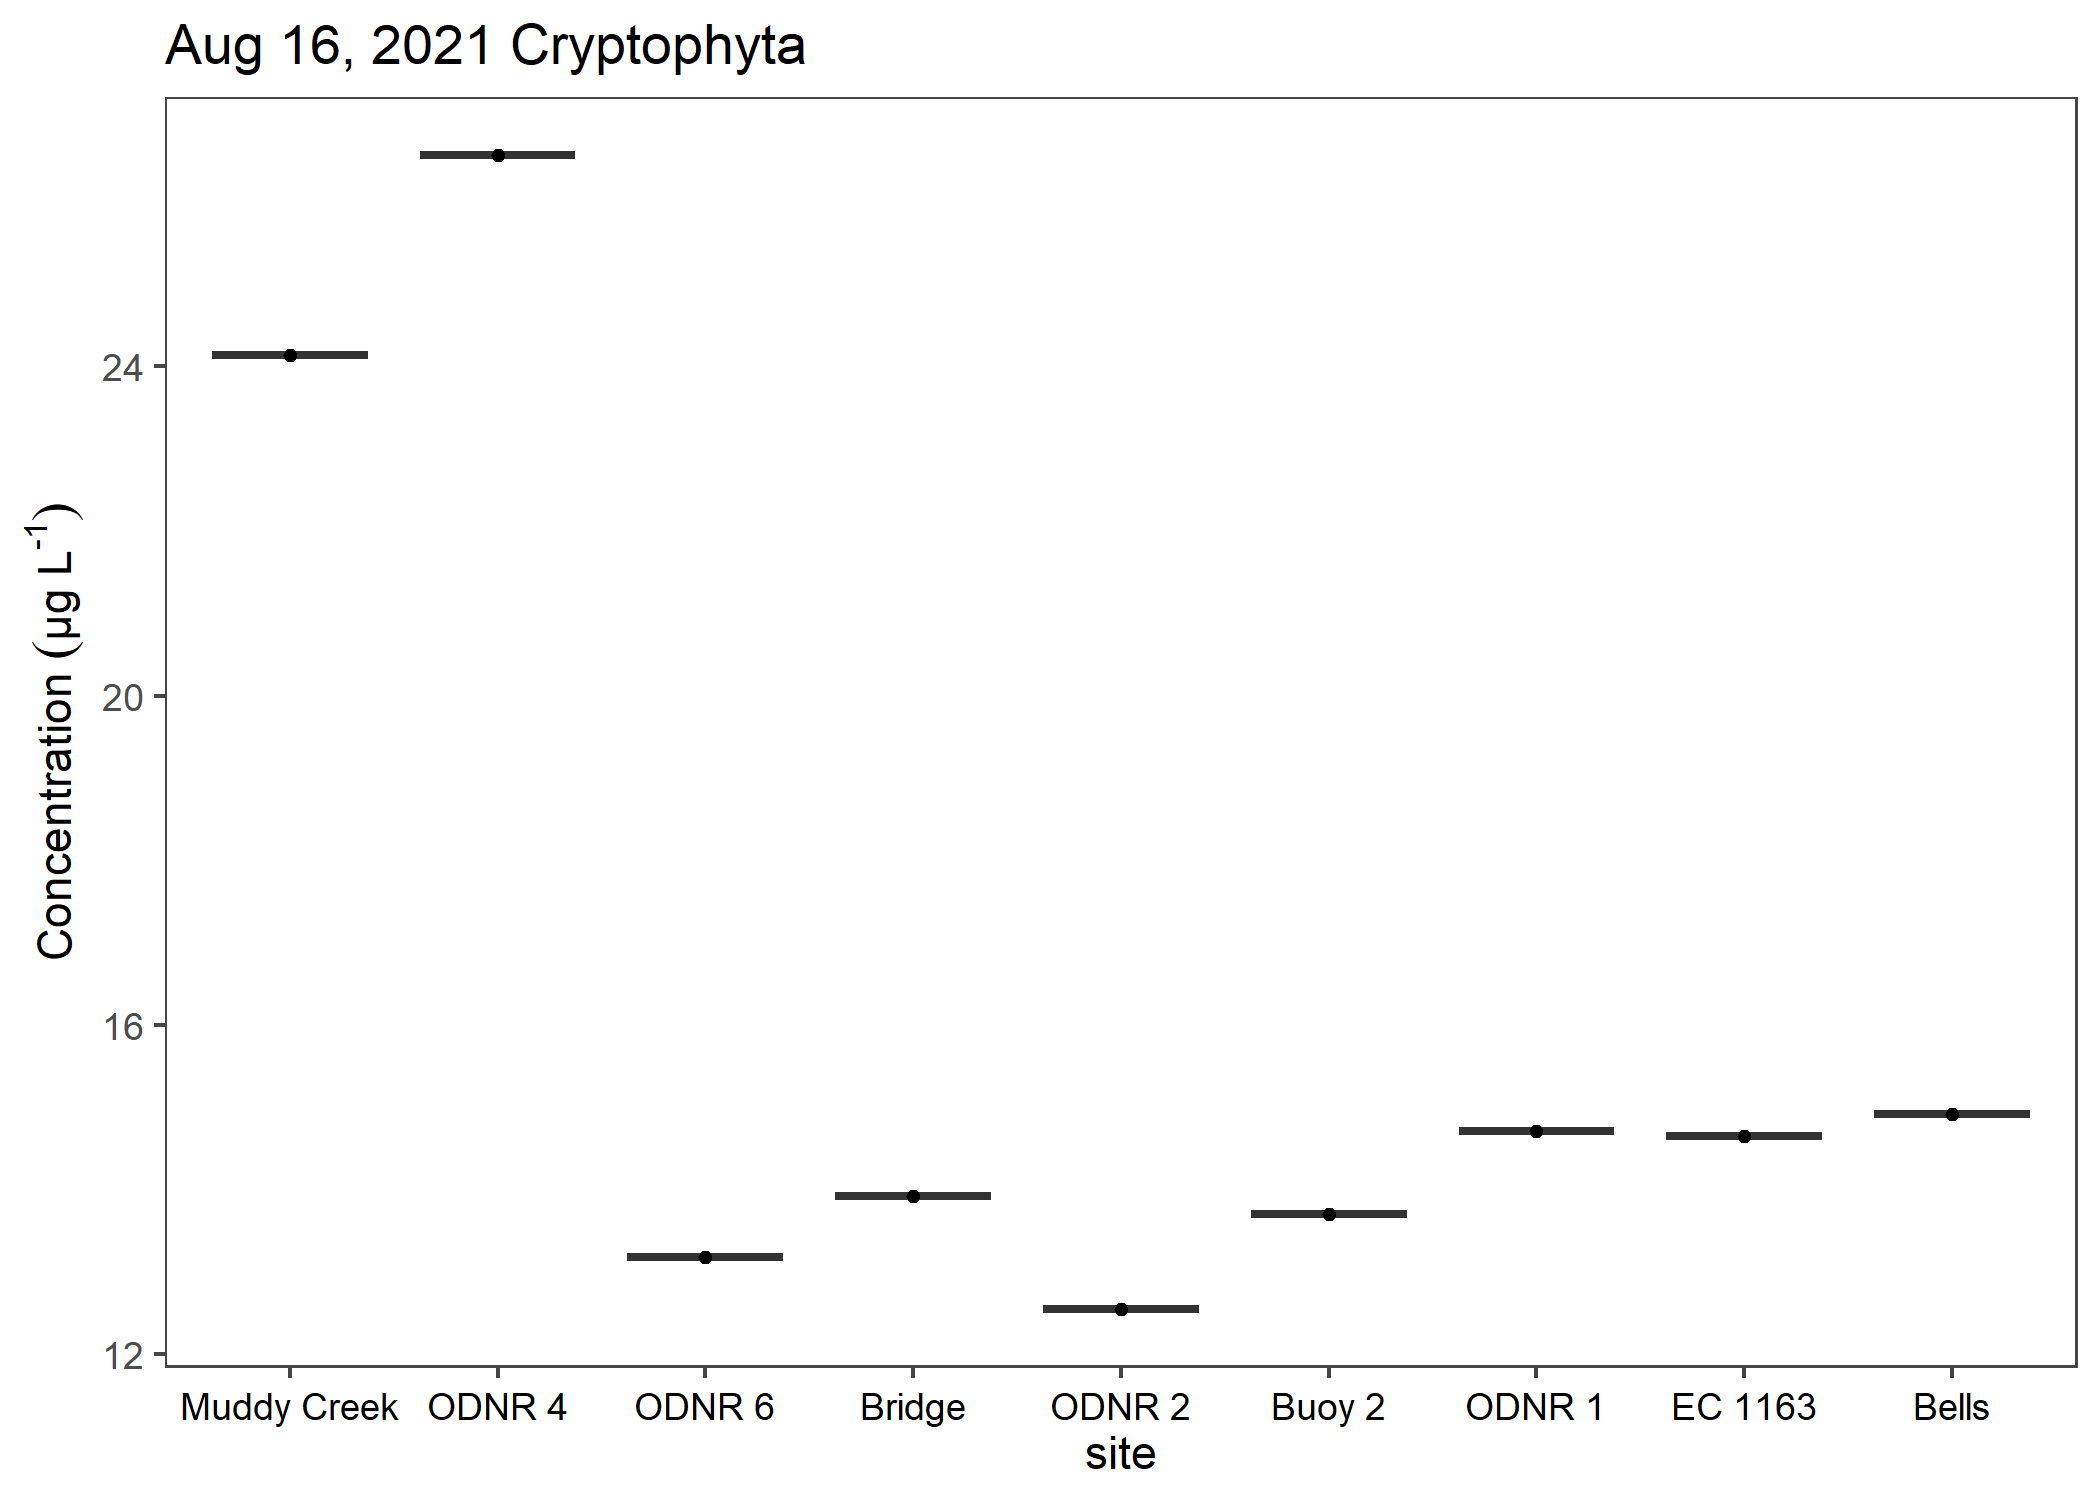 Aug 16, 2021 Cryptophyta
Concentration (µg L⁻¹)
24
20
16
12
Muddy Creek ODNR 4 ODNR 6 Bridge ODNR 2 Buoy 2 ODNR 1 EC 1163 Bells
site